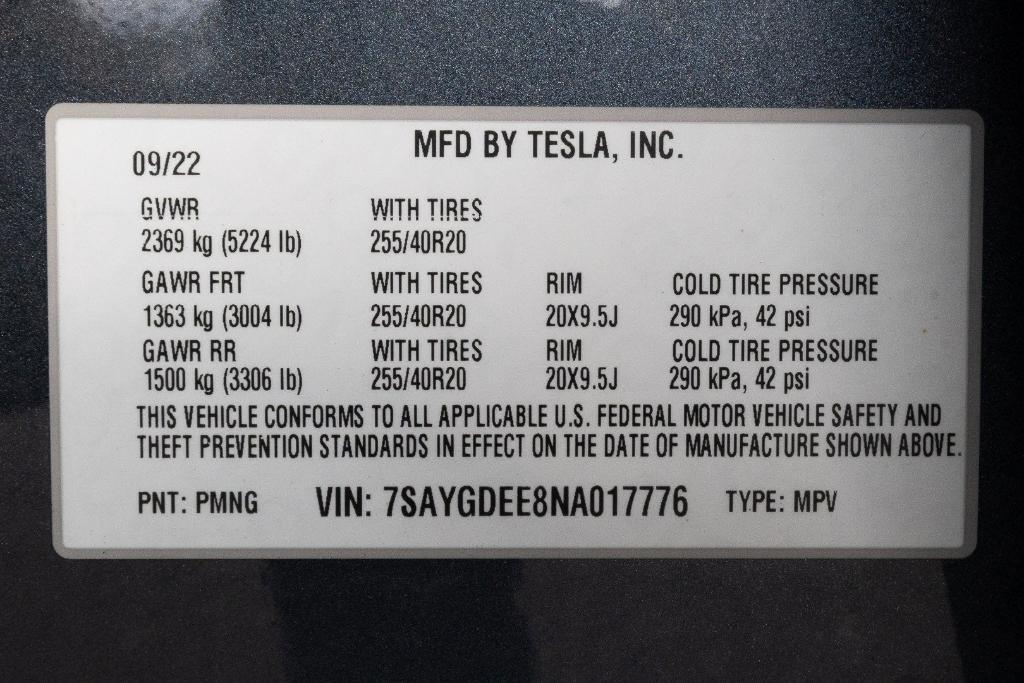 MFD BY TESLA, INC.
09/22
GVWR WITH TIRES
2369 kg (5224 lb) 255/40R20
GAWR FRT WITH TIRES RIM COLD TIRE PRESSURE
1363 kg (3004 lb) 255/40R20 20X9.5J 290 kPa, 42 psi
GAWR RR WITH TIRES RIM COLD TIRE PRESSURE
1500 kg (3306 lb) 255/40R20 20X9.5J 290 kPa, 42 psi
THIS VEHICLE CONFORMS TO ALL APPLICABLE U.S. FEDERAL MOTOR VEHICLE SAFETY AND
THEFT PREVENTION STANDARDS IN EFFECT ON THE DATE OF MANUFACTURE SHOWN ABOVE.
PNT: PMNG VIN: 7SAYGDEE8NA017776 TYPE: MPV